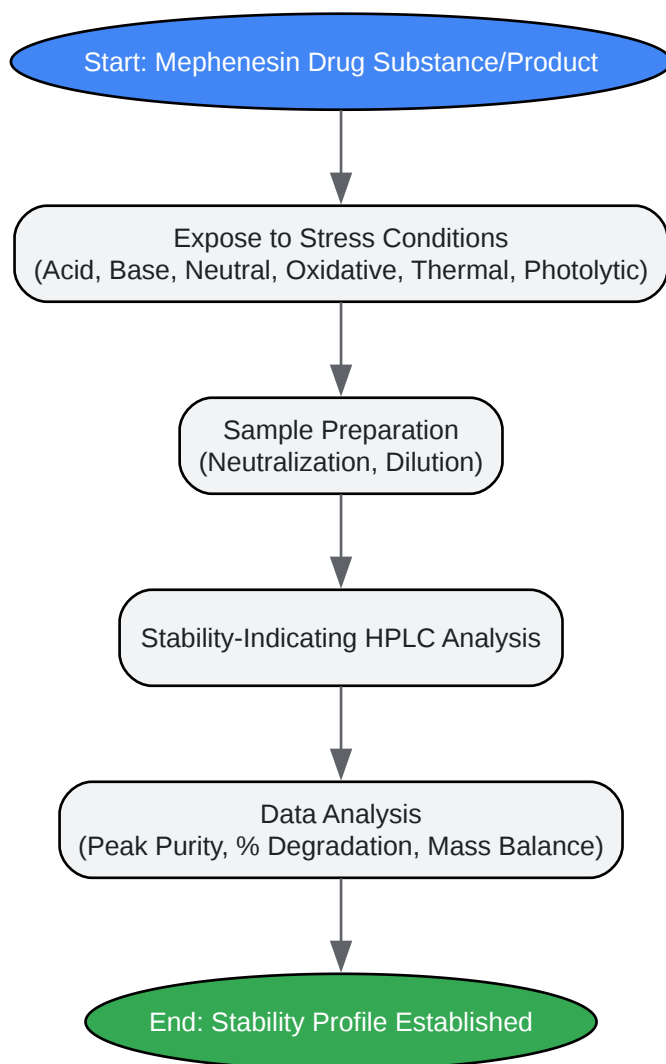 Start: Mephenesin Drug Substance/Product
Expose to Stress Conditions
(Acid, Base, Neutral, Oxidative, Thermal, Photolytic)
Sample Preparation
(Neutralization, Dilution)
Stability-Indicating HPLC Analysis
Data Analysis
(Peak Purity, % Degradation, Mass Balance)
End: Stability Profile Established